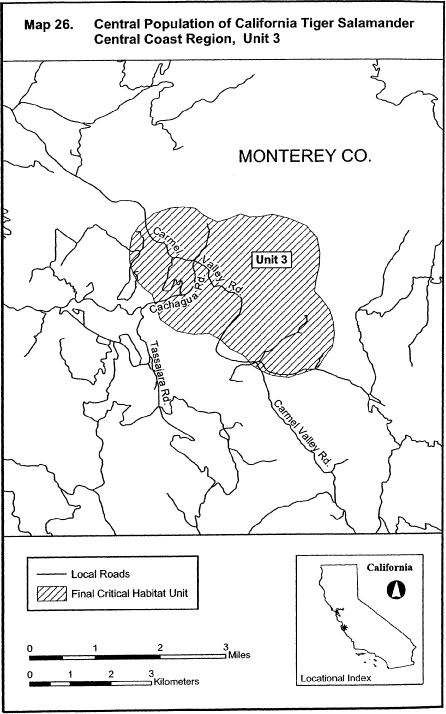 Map 26. Central Population of California Tiger Salamander
Central Coast Region, Unit 3
MONTEREY CO.
Carmel Valley Rd.
Unit 3
Cachagua Rd.
Tassajara Rd.
Carmel Valley Rd.
Local Roads
Final Critical Habitat Unit
0 1 2 3
Miles
0 1 2 3
Kilometers
California
Locational Index